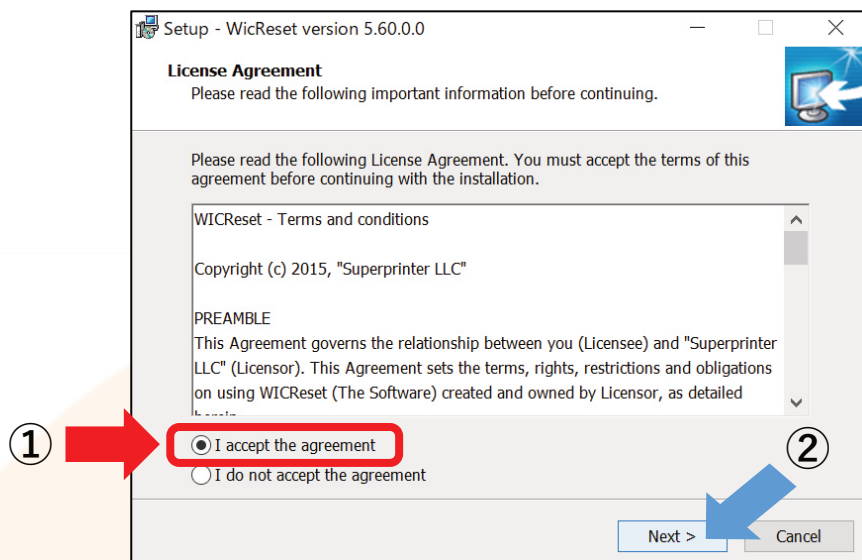 Setup - WicReset version 5.60.0.0
License Agreement
Please read the following important information before continuing.
Please read the following License Agreement. You must accept the terms of this
agreement before continuing with the installation.
WICReset - Terms and conditions
Copyright (c) 2015, "Superprinter LLC"
PREAMBLE
This Agreement governs the relationship between you (Licensee) and "Superprinter
LLC" (Licensor). This Agreement sets the terms, rights, restrictions and obligations
on using WICReset (The Software) created and owned by Licensor, as detailed
① I accept the agreement
I do not accept the agreement
②
Next > Cancel